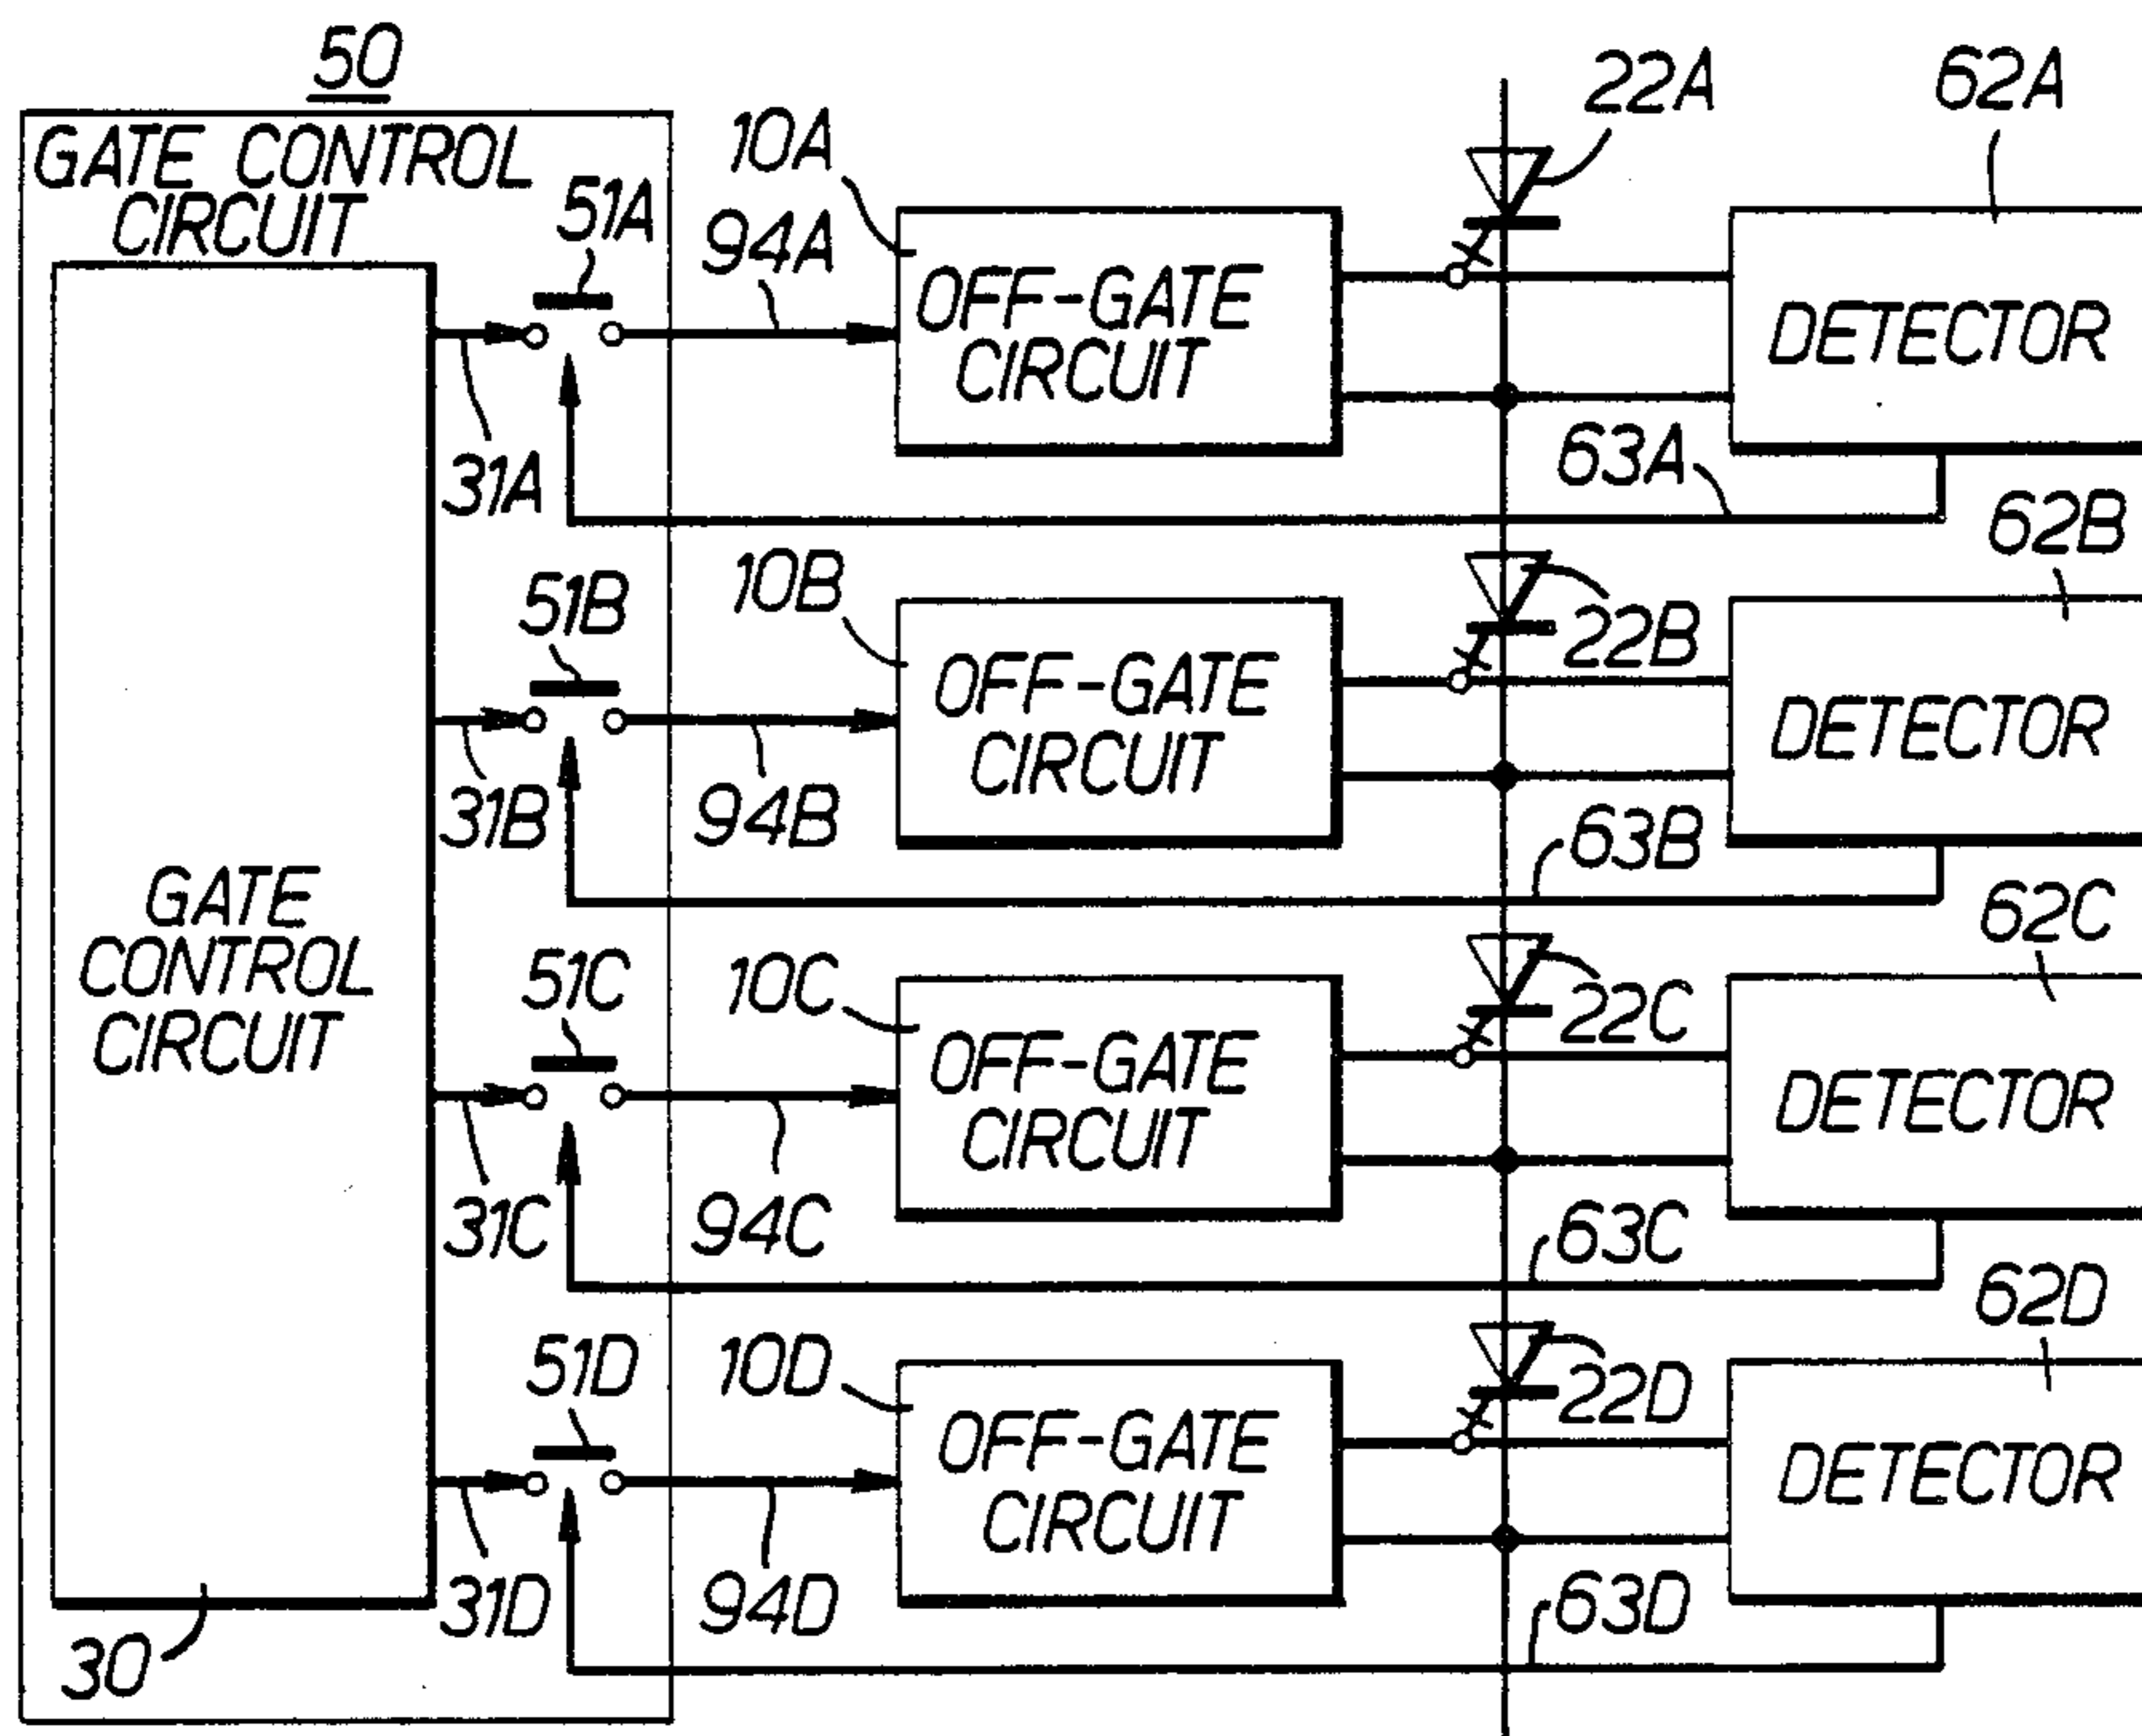 50
GATE CONTROL
CIRCUIT
51A
94A
10A
OFF-GATE
CIRCUIT
22A
62A
DETECTOR
31A
63A
51B
10B
OFF-GATE
CIRCUIT
22B
62B
DETECTOR
31B
94B
63B
GATE
CONTROL
CIRCUIT
51C
10C
OFF-GATE
CIRCUIT
22C
62C
DETECTOR
31C
94C
63C
51D
10D
OFF-GATE
CIRCUIT
22D
62D
DETECTOR
31D
94D
63D
30